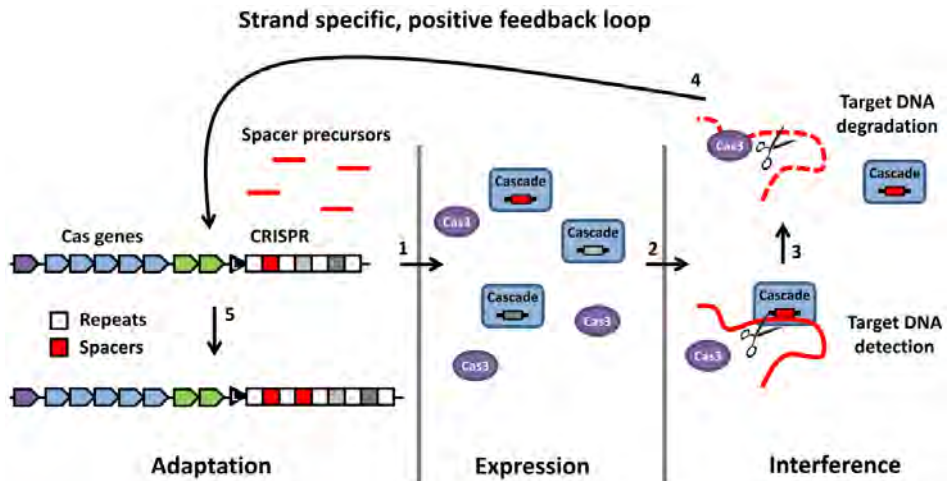 Strand specific, positive feedback loop
4
Spacer precursors
Target DNA
degradation
Cas3
Cascade
Cas genes
CRISPR
L
1
Cas3
Cascade
Cascade
2
3
5
Repeats
Spacers
Cascade
Cas3
Cas3
Cascade
Cas3
Target DNA
detection
L
Adaptation
Expression
Interference